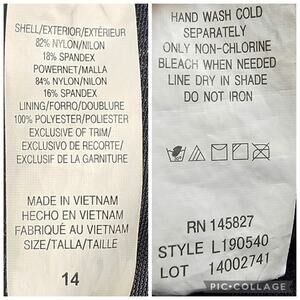 SHELL/EXTERIOR/EXTÉRIEUR
82% NYLON/NILON
18% SPANDEX
POWERNET/MALLA
84% NYLON/NILON
16% SPANDEX
LINING/FORRO/DOUBLURE
100% POLYESTER/POLIESTER
EXCLUSIVE OF TRIM/
EXCLUSIVO DE RECORTE/
EXCLUSIF DE LA GARNITURE
MADE IN VIETNAM
HECHO EN VIETNAM
FABRIQUÉ AU VIETNAM
SIZE/TALLA/TAILLE
14
HAND WASH COLD
SEPARATELY
ONLY NON-CHLORINE
BLEACH WHEN NEEDED
LINE DRY IN SHADE
DO NOT IRON
RN 145827
STYLE L190540
LOT 14002741
PIC•COLLAGE